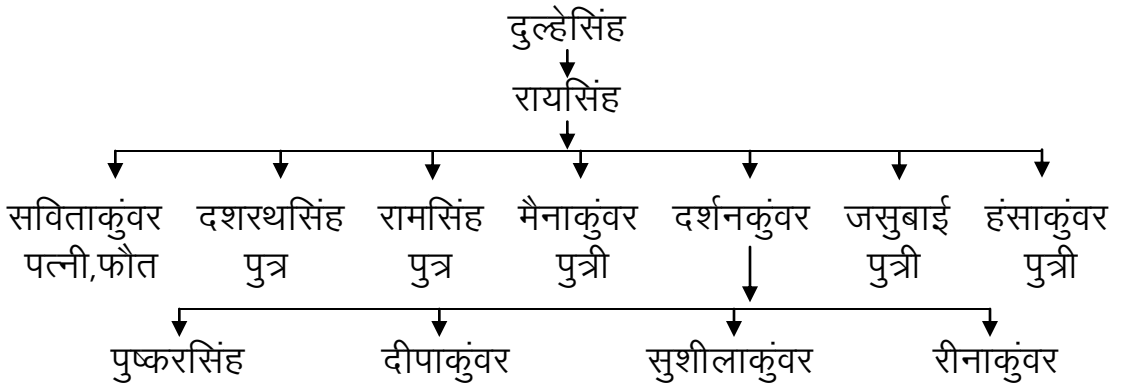 दुल्हेसिंह
रायसिंह
सविताकुंवर दशरथसिंह रामसिंह मैनाकुंवर दर्शनकुंवर जसुबाई हंसाकुंवर
पत्नी,फौत पुत्र पुत्र पुत्री पुत्री पुत्री
पुष्करसिंह दीपाकुंवर सुशीलाकुंवर रीनाकुंवर